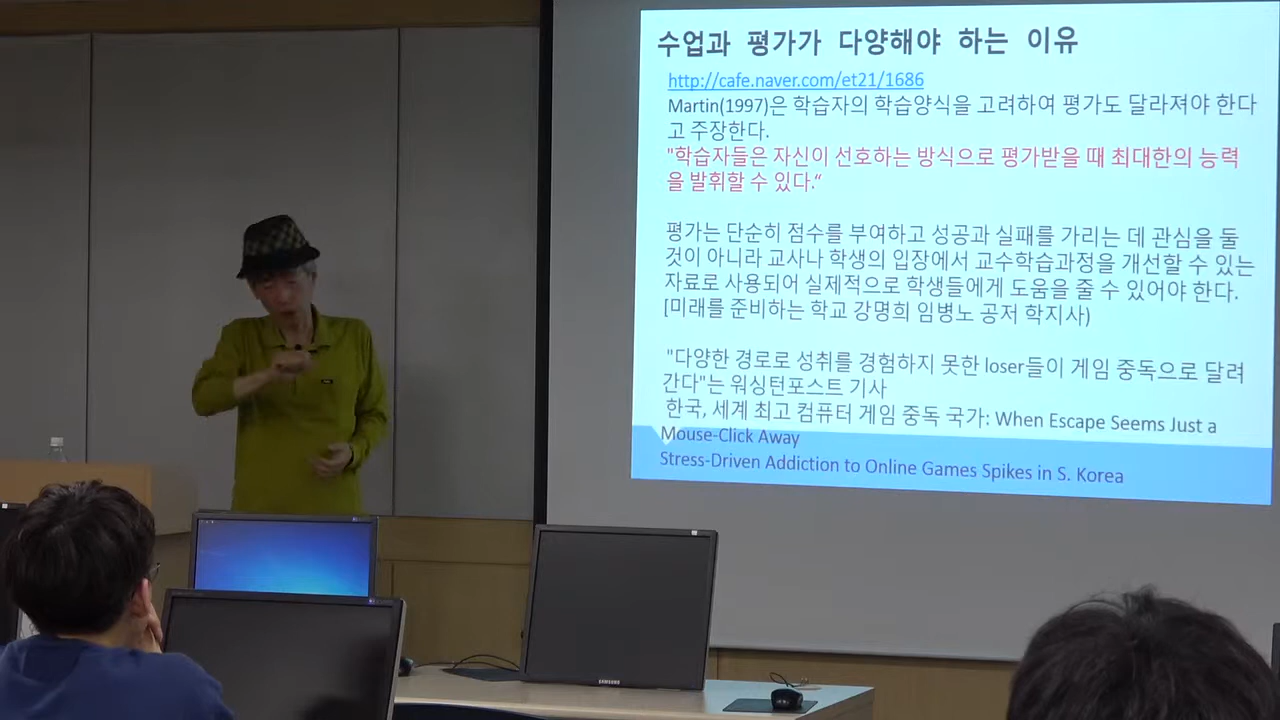 수업과 평가가 다양해야 하는 이유
http://cafe.naver.com/et21/1686
Martin(1997)은 학습자의 학습양식을 고려하여 평가도 달라져야 한다
고 주장한다.
"학습자들은 자신이 선호하는 방식으로 평가받을 때 최대한의 능력
을 발휘할 수 있다.“
평가는 단순히 점수를 부여하고 성공과 실패를 가리는 데 관심을 둘
것이 아니라 교사나 학생의 입장에서 교수학습과정을 개선할 수 있는
자료로 사용되어 실제적으로 학생들에게 도움을 줄 수 있어야 한다.
[미래를 준비하는 학교 강명희 임병노 공저 학지사)
"다양한 경로로 성취를 경험하지 못한 loser들이 게임 중독으로 달려
간다"는 워싱턴포스트 기사
한국, 세계 최고 컴퓨터 게임 중독 국가: When Escape Seems Just a
Mouse-Click Away
Stress-Driven Addiction to Online Games Spikes in S. Korea
SAMSUNG